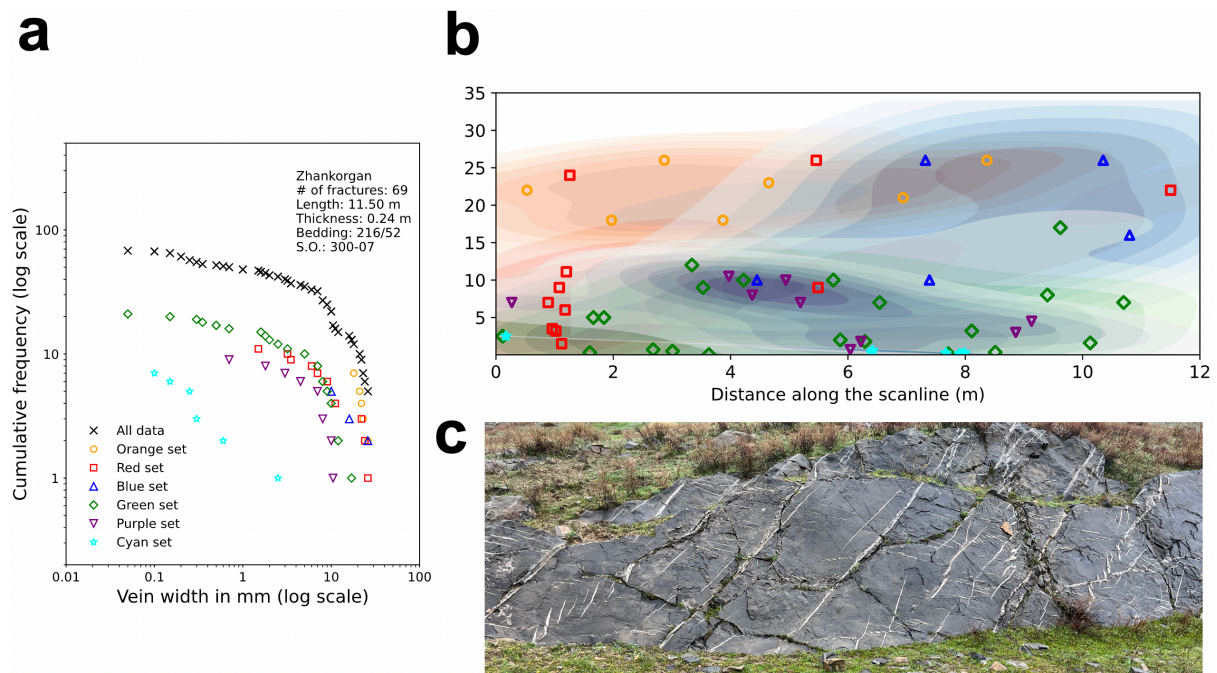 a
Cumulative frequency (log scale)
100
10
1
Zhankorgan
# of fractures: 69
Length: 11.50 m
Thickness: 0.24 m
Bedding: 216/52
S.O.: 300-07
All data
Orange set
Red set
Blue set
Green set
Purple set
Cyan set
0.01 0.1 1 10 100
Vein width in mm (log scale)
b
35
30
25
20
15
10
5
0 2 4 6 8 10 12
Distance along the scanline (m)
c